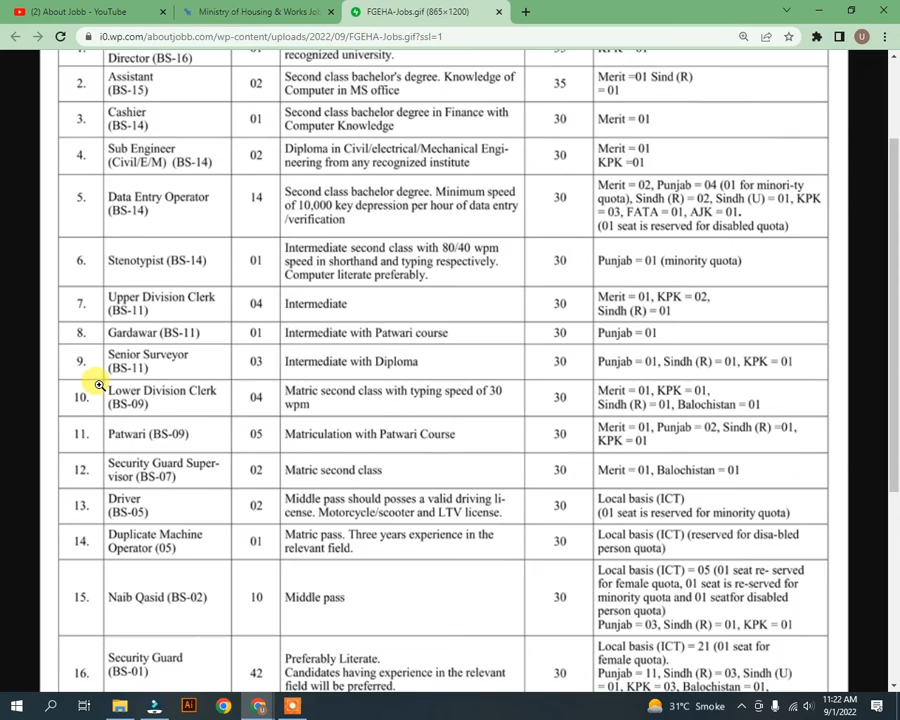 (2) About Jobb - YouTube
Ministry of Housing & Works Job
FGEHA-Jobs.gif (865×1200)
i0.wp.com/aboutjobb.com/wp-content/uploads/2022/09/FGEHA-Jobs.gif?ssl=1
U
Director (BS-16)
recognized university.
2.
Assistant
(BS-15)
02
Second class bachelor's degree. Knowledge of
Computer in MS office
35
Merit =01 Sind (R)
= 01
3.
Cashier
(BS-14)
01
Second class bachelor degree in Finance with
Computer Knowledge
30
Merit = 01
4.
Sub Engineer
(Civil/E/M) (BS-14)
02
Diploma in Civil/electrical/Mechanical Engi-
neering from any recognized institute
30
Merit = 01
KPK =01
5.
Data Entry Operator
(BS-14)
14
Second class bachelor degree. Minimum speed
of 10,000 key depression per hour of data entry
/verification
30
Merit = 02, Punjab = 04 (01 for minori-ty
quota), Sindh (R) = 02, Sindh (U) = 01, KPK
= 03, FATA = 01, AJK = 01.
(01 seat is reserved for disabled quota)
6.
Stenotypist (BS-14)
01
Intermediate second class with 80/40 wpm
speed in shorthand and typing respectively.
Computer literate preferably.
30
Punjab = 01 (minority quota)
7.
Upper Division Clerk
(BS-11)
04
Intermediate
30
Merit = 01, KPK = 02,
Sindh (R) = 01
8.
Gardawar (BS-11)
01
Intermediate with Patwari course
30
Punjab = 01
9.
Senior Surveyor
(BS-11)
03
Intermediate with Diploma
30
Punjab = 01, Sindh (R) = 01, KPK = 01
10.
Lower Division Clerk
(BS-09)
04
Matric second class with typing speed of 30
wpm
30
Merit = 01, KPK = 01,
Sindh (R) = 01, Balochistan = 01
11.
Patwari (BS-09)
05
Matriculation with Patwari Course
30
Merit = 01, Punjab = 02, Sindh (R) =01,
KPK = 01
12.
Security Guard Super-
visor (BS-07)
02
Matric second class
30
Merit = 01, Balochistan = 01
13.
Driver
(BS-05)
02
Middle pass should posses a valid driving li-
cense. Motorcycle/scooter and LTV license.
30
Local basis (ICT)
(01 seat is reserved for minority quota)
14.
Duplicate Machine
Operator (05)
01
Matric pass. Three years experience in the
relevant field.
30
Local basis (ICT) (reserved for disa-bled
person quota)
15.
Naib Qasid (BS-02)
10
Middle pass
30
Local basis (ICT) = 05 (01 seat re- served
for female quota, 01 seat is re-served for
minority quota and 01 seatfor disabled
person quota)
Punjab = 03, Sindh (R) = 01, KPK = 01
16.
Security Guard
(BS-01)
42
Preferably Literate.
Candidates having experience in the relevant
field will be preferred.
30
Local basis (ICT) = 21 (01 seat for
female quota).
Punjab = 11, Sindh (R) = 03, Sindh (U)
= 01, KPK = 03, Balochistan = 01,
Ai
31°C Smoke
11:22 AM
9/1/2022